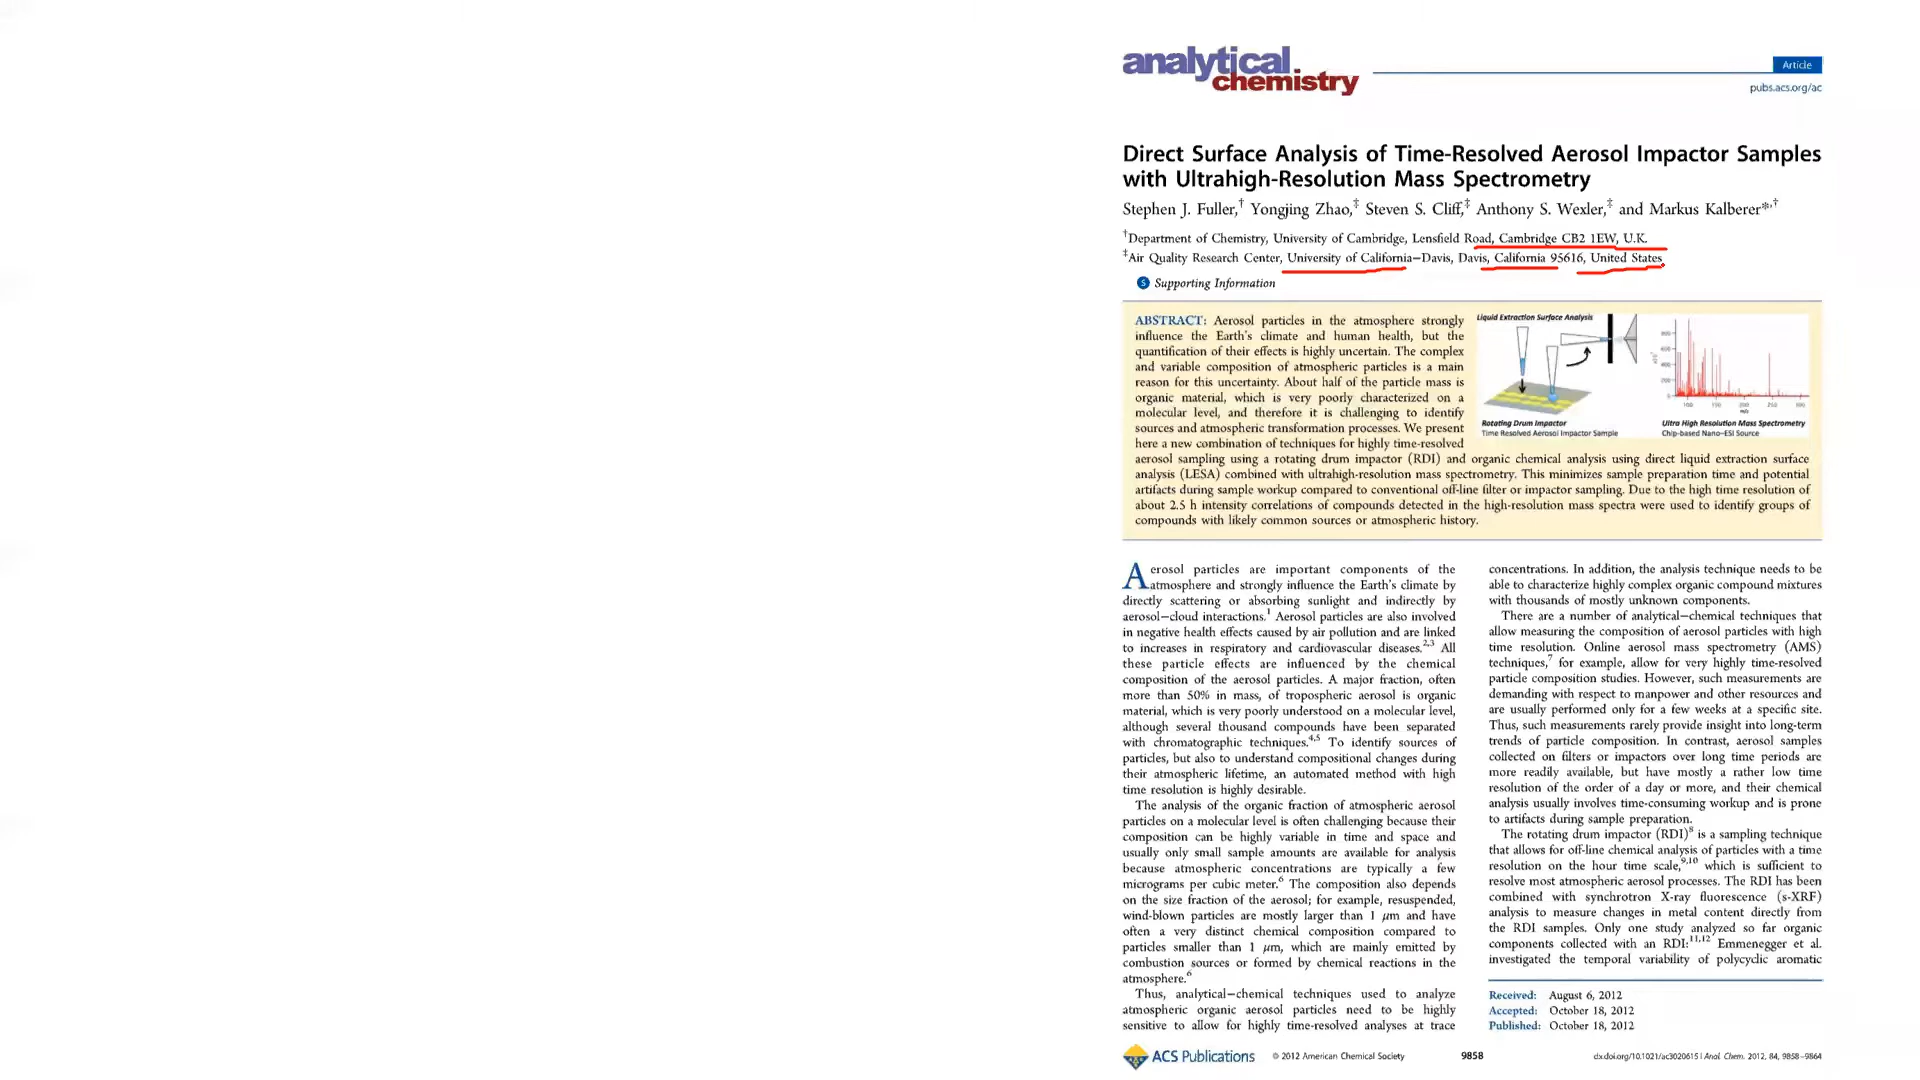 analytical
chemistry
Article
pubs.acs.org/ac
Direct Surface Analysis of Time-Resolved Aerosol Impactor Samples
with Ultrahigh-Resolution Mass Spectrometry
Stephen J. Fuller,† Yongjing Zhao,‡ Steven S. Cliff,‡ Anthony S. Wexler,‡ and Markus Kalberer*,†
†Department of Chemistry, University of Cambridge, Lensfield Road, Cambridge CB2 1EW, U.K.
‡Air Quality Research Center, University of California−Davis, Davis, California 95616, United States
S Supporting Information
ABSTRACT: Aerosol particles in the atmosphere strongly
influence the Earth's climate and human health, but the
quantification of their effects is highly uncertain. The complex
and variable composition of atmospheric particles is a main
reason for this uncertainty. About half of the particle mass is
organic material, which is very poorly characterized on a
molecular level, and therefore it is challenging to identify
sources and atmospheric transformation processes. We present
here a new combination of techniques for highly time-resolved
aerosol sampling using a rotating drum impactor (RDI) and organic chemical analysis using direct liquid extraction surface
analysis (LESA) combined with ultrahigh-resolution mass spectrometry. This minimizes sample preparation time and potential
artifacts during sample workup compared to conventional off-line filter or impactor sampling. Due to the high time resolution of
about 2.5 h intensity correlations of compounds detected in the high-resolution mass spectra were used to identify groups of
compounds with likely common sources or atmospheric history.
Liquid Extraction Surface Analysis
Rotating Drum Impactor
Time Resolved Aerosol Impactor Sample
100 150 200 250 300
m/z
Ultra High Resolution Mass Spectrometry
Chip-based Nano-ESI Source
Aerosol particles are important components of the
atmosphere and strongly influence the Earth's climate by
directly scattering or absorbing sunlight and indirectly by
aerosol−cloud interactions.1 Aerosol particles are also involved
in negative health effects caused by air pollution and are linked
to increases in respiratory and cardiovascular diseases.2,3 All
these particle effects are influenced by the chemical
composition of the aerosol particles. A major fraction, often
more than 50% in mass, of tropospheric aerosol is organic
material, which is very poorly understood on a molecular level,
although several thousand compounds have been separated
with chromatographic techniques.4,5 To identify sources of
particles, but also to understand compositional changes during
their atmospheric lifetime, an automated method with high
time resolution is highly desirable.
The analysis of the organic fraction of atmospheric aerosol
particles on a molecular level is often challenging because their
composition can be highly variable in time and space and
usually only small sample amounts are available for analysis
because atmospheric concentrations are typically a few
micrograms per cubic meter.6 The composition also depends
on the size fraction of the aerosol; for example, resuspended,
wind-blown particles are mostly larger than 1 μm and have
often a very distinct chemical composition compared to
particles smaller than 1 μm, which are mainly emitted by
combustion sources or formed by chemical reactions in the
atmosphere.6
Thus, analytical−chemical techniques used to analyze
atmospheric organic aerosol particles need to be highly
sensitive to allow for highly time-resolved analyses at trace
concentrations. In addition, the analysis technique needs to be
able to characterize highly complex organic compound mixtures
with thousands of mostly unknown components.
There are a number of analytical−chemical techniques that
allow measuring the composition of aerosol particles with high
time resolution. Online aerosol mass spectrometry (AMS)
techniques,7 for example, allow for very highly time-resolved
particle composition studies. However, such measurements are
demanding with respect to manpower and other resources and
are usually performed only for a few weeks at a specific site.
Thus, such measurements rarely provide insight into long-term
trends of particle composition. In contrast, aerosol samples
collected on filters or impactors over long time periods are
more readily available, but have mostly a rather low time
resolution of the order of a day or more, and their chemical
analysis usually involves time-consuming workup and is prone
to artifacts during sample preparation.
The rotating drum impactor (RDI)8 is a sampling technique
that allows for off-line chemical analysis of particles with a time
resolution on the hour time scale,9,10 which is sufficient to
resolve most atmospheric aerosol processes. The RDI has been
combined with synchrotron X-ray fluorescence (s-XRF)
analysis to measure changes in metal content directly from
the RDI samples. Only one study analyzed so far organic
components collected with an RDI:11,12 Emmenegger et al.
investigated the temporal variability of polycyclic aromatic
Received: August 6, 2012
Accepted: October 18, 2012
Published: October 18, 2012
ACS Publications © 2012 American Chemical Society 9858 dx.doi.org/10.1021/ac3020615 | Anal. Chem. 2012, 84, 9858−9864